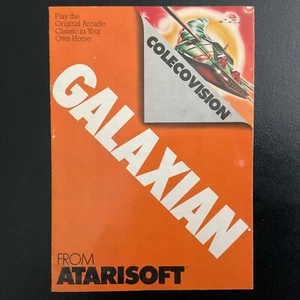 Play the
Original Arcade
Classic in Your
Own Home
COLECOVISION
GALAXIAN
FROM
ATARISOFT